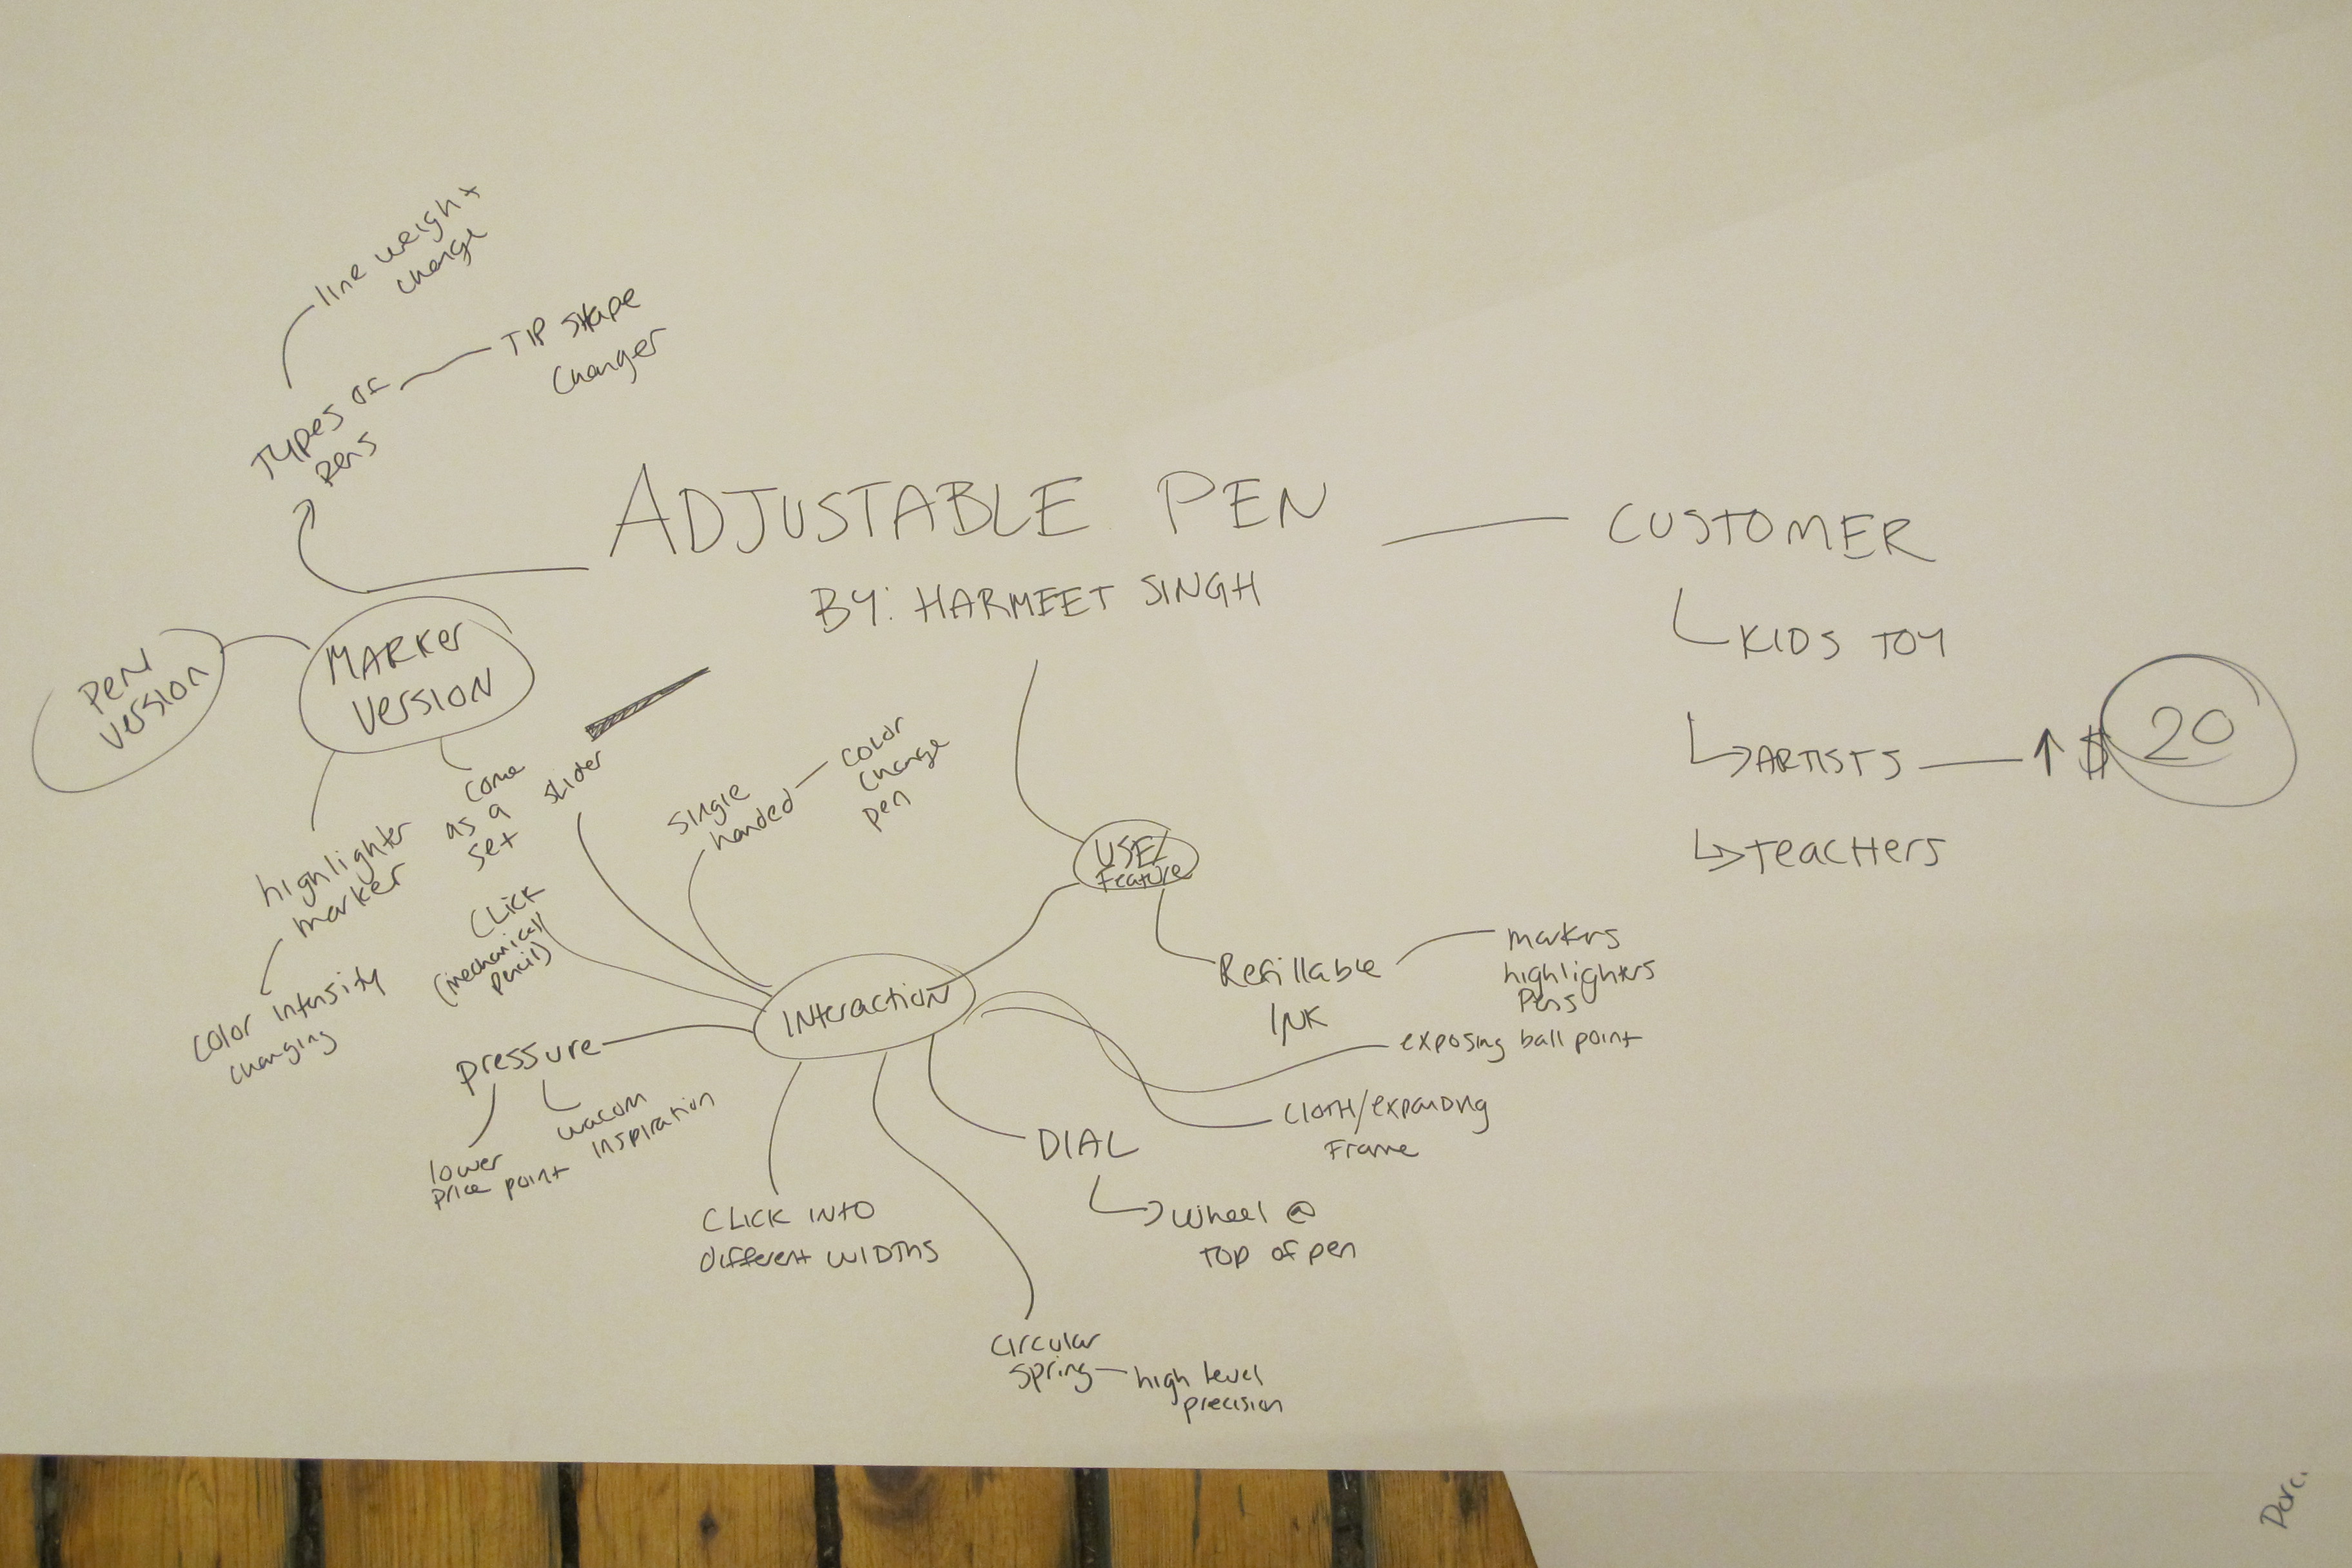 line weight
change
TIP SHAPE
changer
Types of
pens
ADJUSTABLE PEN
BY: HARMEET SINGH
CUSTOMER
KIDS TOY
ARTISTS
↑ $ 20
TEACHERS
PEN
VERSION
MARKER
VERSION
come
as a
set
highlighter
marker
color intensity
changing
slider
single
handed
color
change
pen
CLICK
(mechanical
pencil)
USE/
Feature
Refillable
INK
markrs
highlighters
Pens
INTERACTION
exposing ball point
CLOTH/EXPANDING
Frame
pressure
wacom
inspiration
lower
price point
DIAL
wheel @
top of pen
CLICK INTO
different WIDTHS
circular
spring
high level
precision